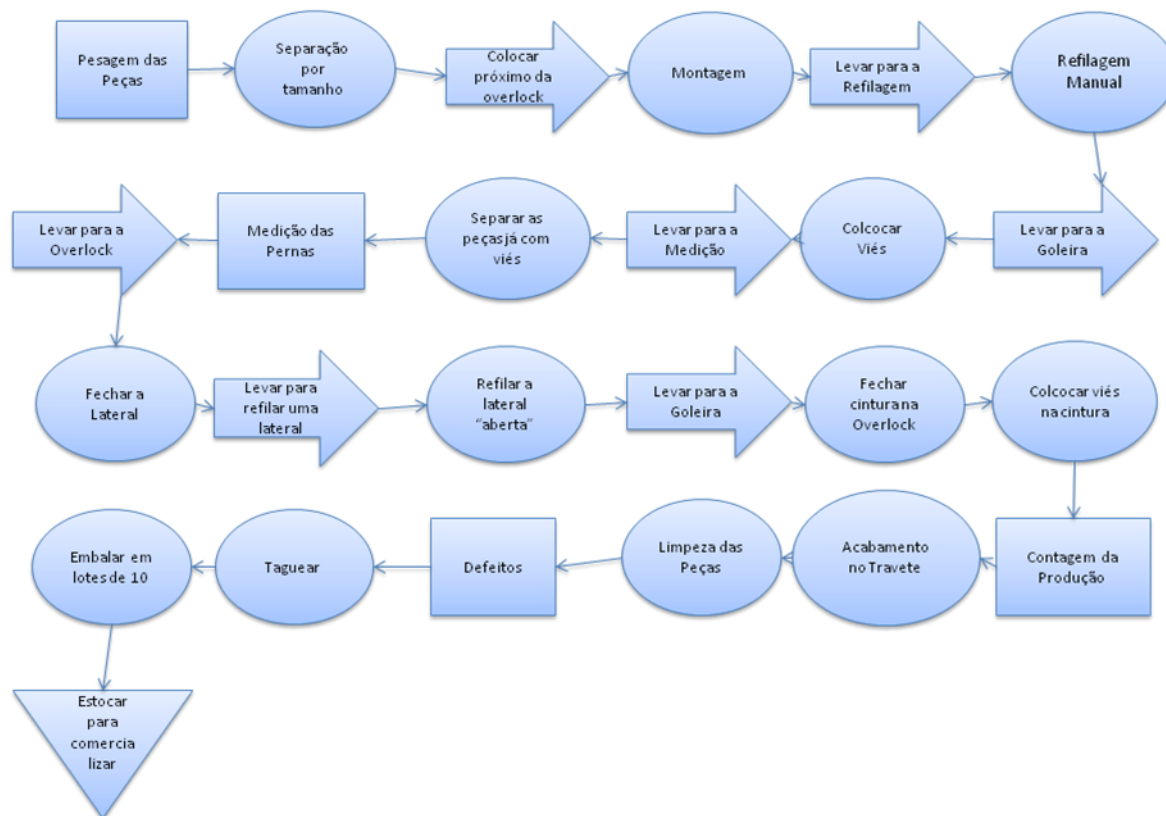 Pesagem das
Peças
Separação
por
tamanho
Colocar
próximo da
overlock
Montagem
Levar para a
Refilagem
Refilagem
Manual
Levar para a
Overlock
Medição das
Pernas
Separar as
peças já com
viés
Levar para a
Medição
Colcocar
Viés
Levar para a
Goleira
Fechar a
Lateral
Levar para
refilar uma
lateral
Refilar a
lateral
"aberta"
Levar para a
Goleira
Fechar
cintura na
Overlock
Colcocar viés
na cintura
Embalar em
lotes de 10
Taguear
Defeitos
Limpeza das
Peças
Acabamento
no Travete
Contagem da
Produção
Estocar
para
comercia
lizar